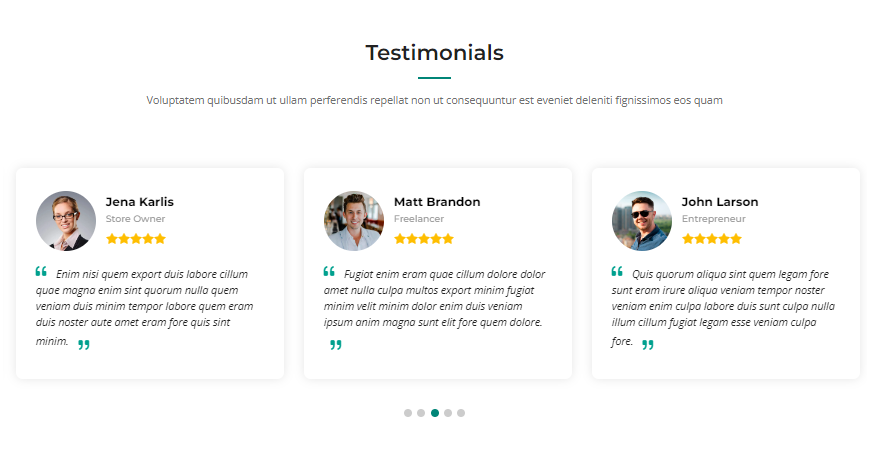 Testimonials
Voluptatem quibusdam ut ullam perferendis repellat non ut consequuntur est eveniet deleniti fignissimos eos quam
Jena Karlis
Store Owner
“ Enim nisi quem export duis labore cillum
quae magna enim sint quorum nulla quem
veniam duis minim tempor labore quem eram
duis noster aute amet eram fore quis sint
minim. ”
Matt Brandon
Freelancer
“ Fugiat enim eram quae cillum dolore dolor
amet nulla culpa multos export minim fugiat
minim velit minim dolor enim duis veniam
ipsum anim magna sunt elit fore quem dolore.
”
John Larson
Entrepreneur
“ Quis quorum aliqua sint quem legam fore
sunt eram irure aliqua veniam tempor noster
veniam enim culpa labore duis sunt culpa nulla
illum cillum fugiat legam esse veniam culpa
fore. ”